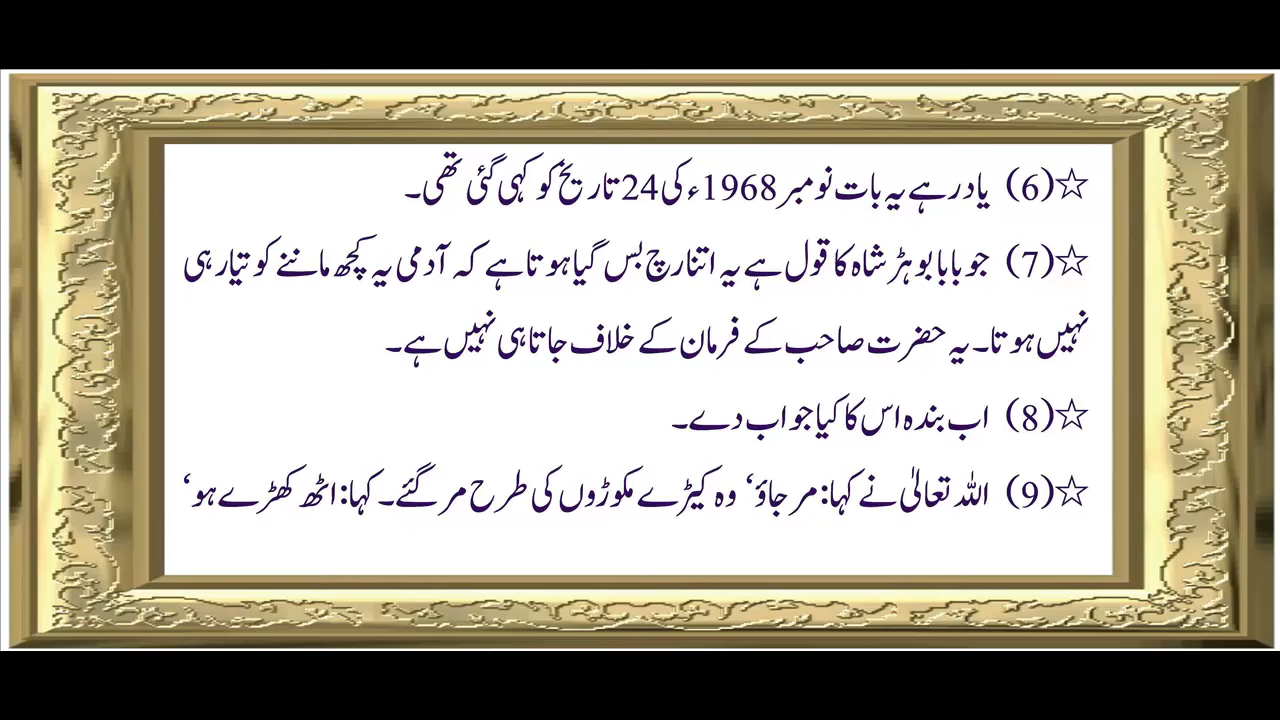 ☆(6) یاد رہے یہ بات نومبر 1968ء کی 24 تاریخ کو کہی گئی تھی۔
☆(7) جو بابا بوہڑ شاہ کا قول ہے یہ اتنا رچ بس گیا ہوتا ہے کہ آدمی یہ کچھ ماننے کو تیار ہی
نہیں ہوتا۔ یہ حضرت صاحب کے فرمان کے خلاف جاتا ہی نہیں ہے۔
☆(8) اب بندہ اس کا کیا جواب دے۔
☆(9) اللہ تعالیٰ نے کہا: مر جاؤ‘ وہ کیڑے مکوڑوں کی طرح مر گئے۔ کہا: اٹھ کھڑے ہو‘